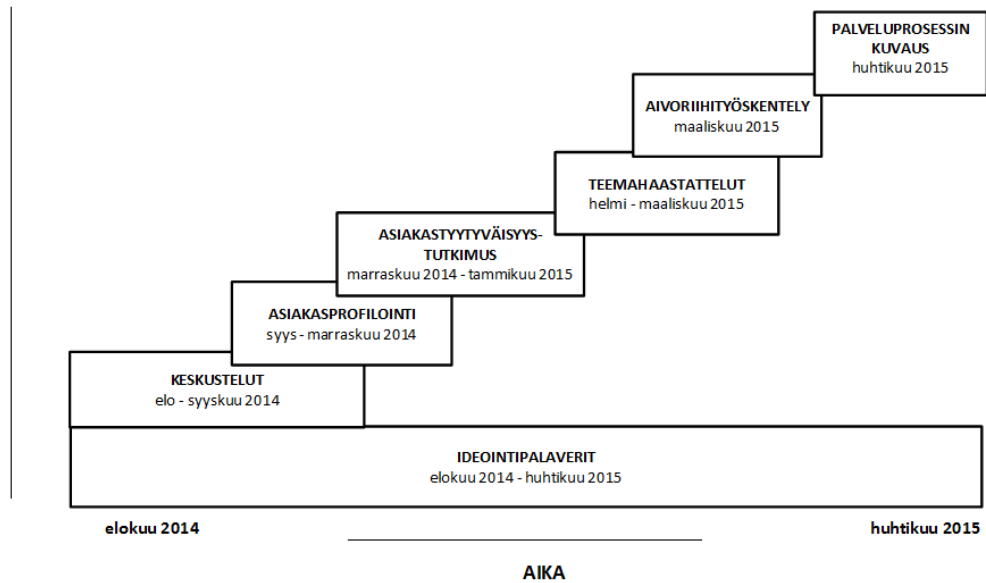 PALVELUPROSESSIN
KUVAUS
huhtikuu 2015
AIVORIIHITYÖSKENTELY
maaliskuu 2015
TEEMAHAASTATTELUT
helmi - maaliskuu 2015
ASIAKASTYYTYVÄISYYS-
TUTKIMUS
marraskuu 2014 - tammikuu 2015
ASIAKASPROFILOINTI
syys - marraskuu 2014
KESKUSTELUT
elo - syyskuu 2014
IDEOINTIPALAVERIT
elokuu 2014 - huhtikuu 2015
elokuu 2014
huhtikuu 2015
AIKA